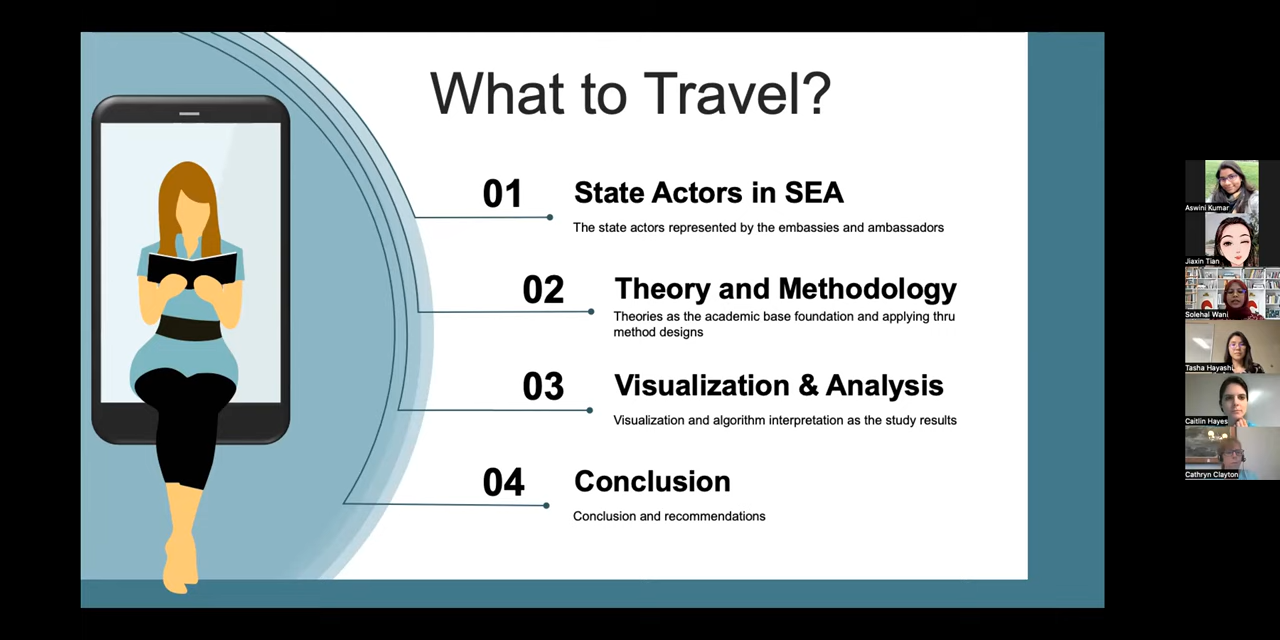 What to Travel?
01
State Actors in SEA
The state actors represented by the embassies and ambassadors
02
Theory and Methodology
Theories as the academic base foundation and applying thru
method designs
03
Visualization & Analysis
Visualization and algorithm interpretation as the study results
04
Conclusion
Conclusion and recommendations
Aswini Kumar
Jiaxin Tian
Solehal Wani
Tasha Hayashi
Caitlin Hayes
Cathryn Clayton